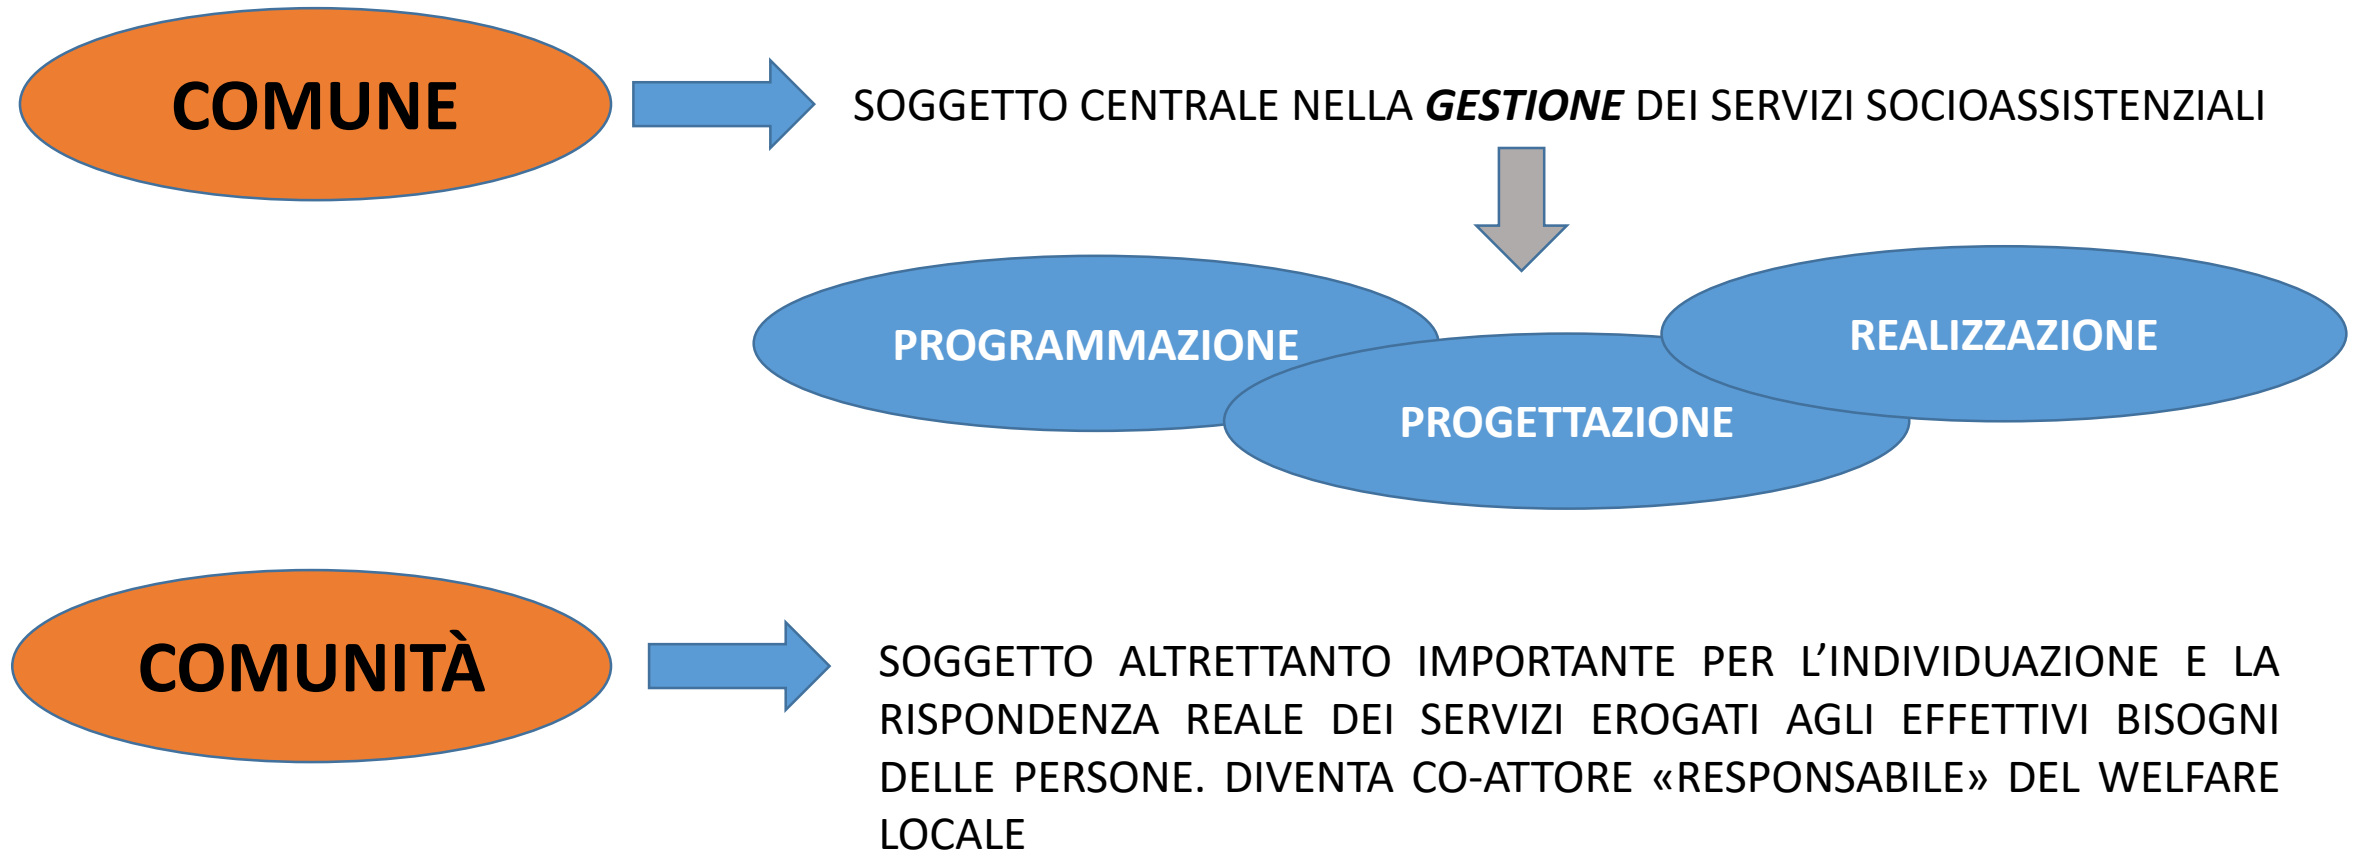 COMUNE
SOGGETTO CENTRALE NELLA GESTIONE DEI SERVIZI SOCIOASSISTENZIALI
PROGRAMMAZIONE
REALIZZAZIONE
PROGETTAZIONE
COMUNITÀ
SOGGETTO ALTRETTANTO IMPORTANTE PER L’INDIVIDUAZIONE E LA
RISPONDENZA REALE DEI SERVIZI EROGATI AGLI EFFETTIVI BISOGNI
DELLE PERSONE. DIVENTA CO-ATTORE «RESPONSABILE» DEL WELFARE
LOCALE